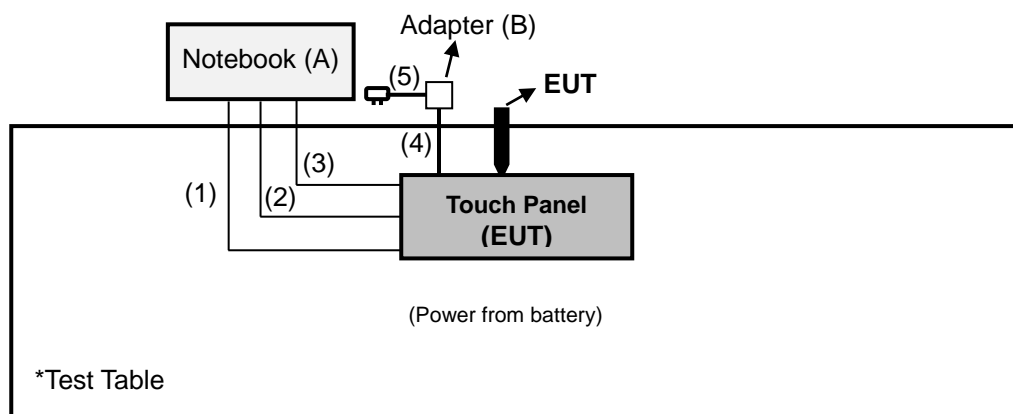 Adapter (B)
Notebook (A)
(5)
EUT
(4)
(3)
(1)
(2)
Touch Panel
(EUT)
(Power from battery)
*Test Table